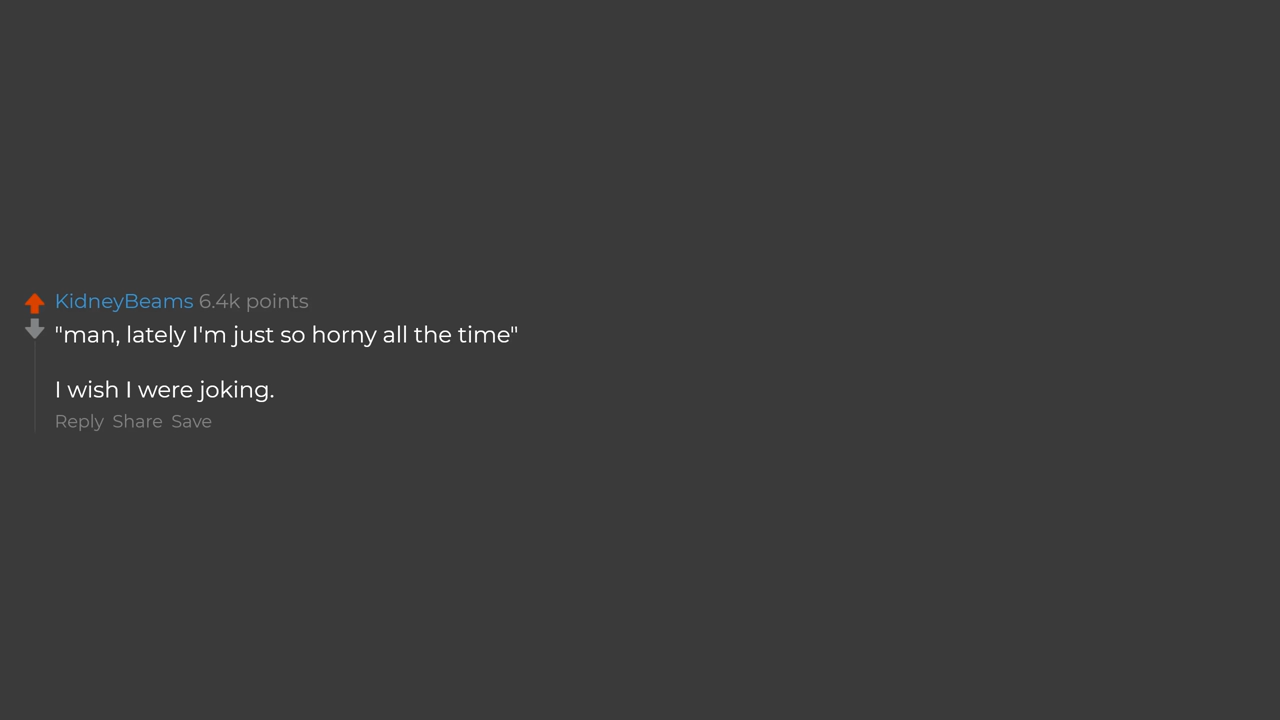 KidneyBeams 6.4k points
"man, lately I'm just so horny all the time"
I wish I were joking.
Reply Share Save